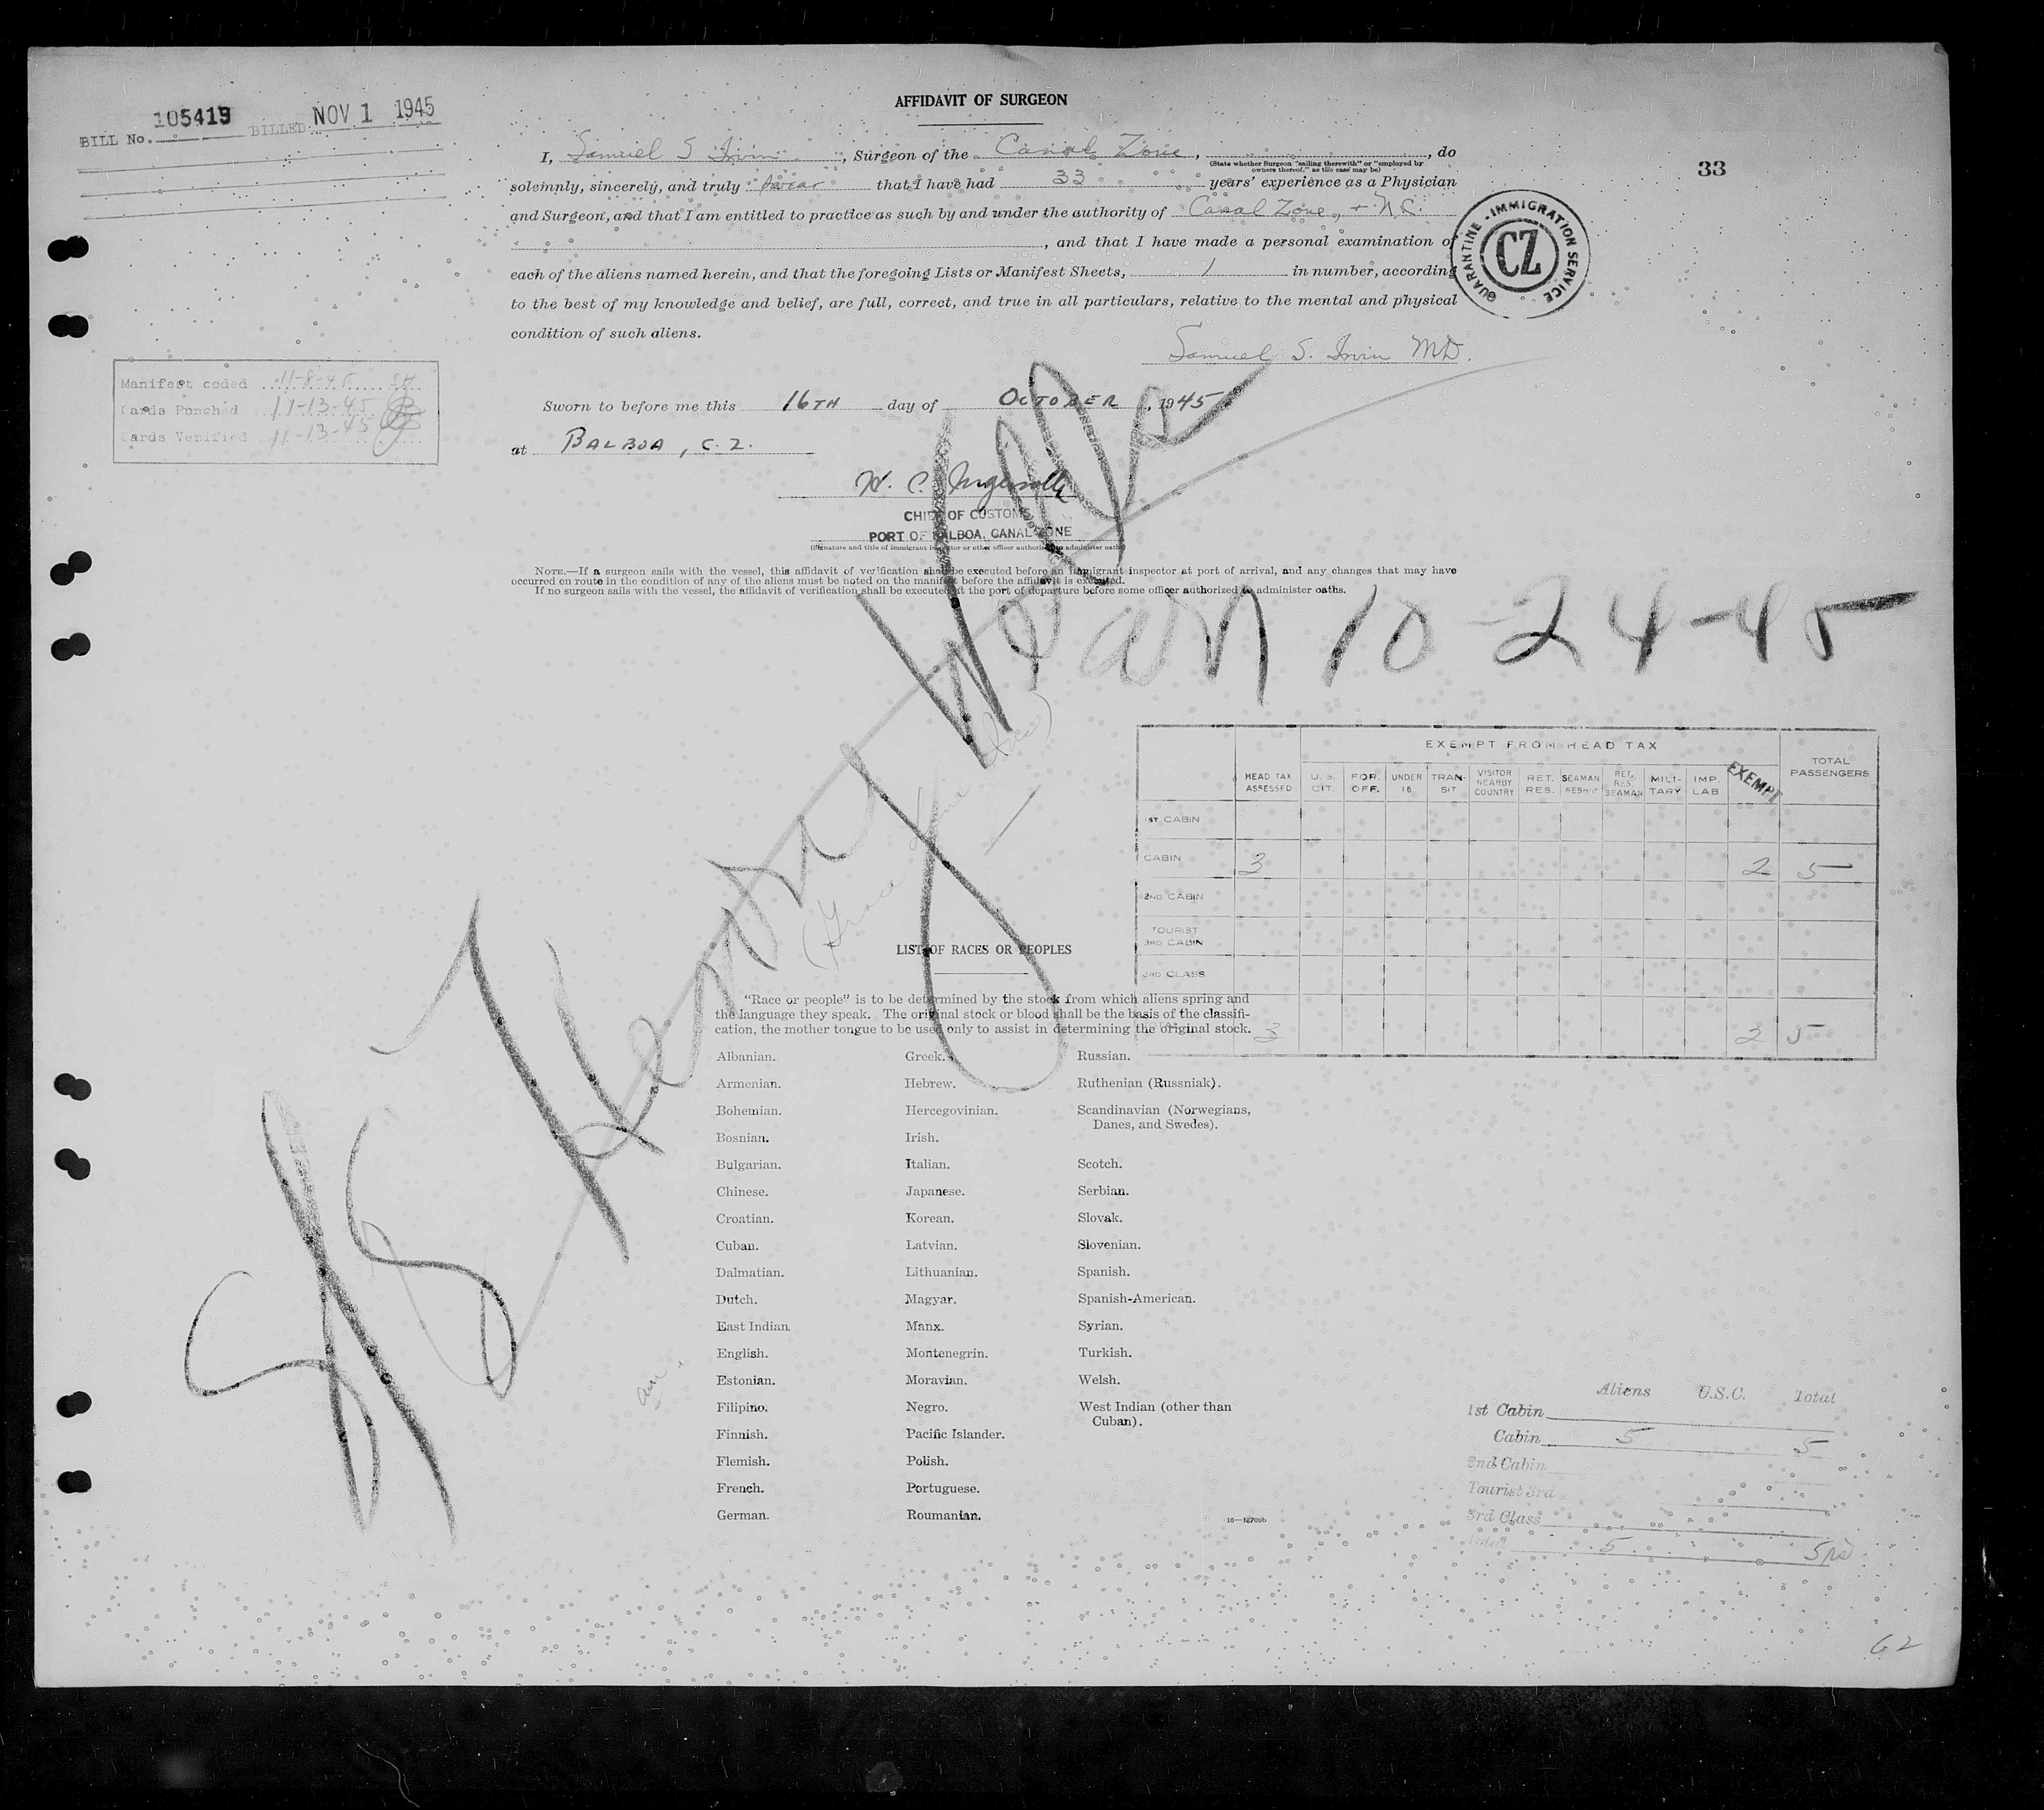 AFFIDAVIT OF SURGEON
BILL No. 105413 BILLED NOV 1 1945
33
I, Samuel S Irvin, Surgeon of the Canal Zone, , do
(State whether Surgeon "sailing therewith" or "employed by
owners thereof," as the case may be)
solemnly, sincerely, and truly swear that I have had 33 years' experience as a Physician
and Surgeon, and that I am entitled to practice as such by and under the authority of Canal Zone, + N.C.
, and that I have made a personal examination of
each of the aliens named herein, and that the foregoing Lists or Manifest Sheets, 1 in number, according
to the best of my knowledge and belief, are full, correct, and true in all particulars, relative to the mental and physical
condition of such aliens.
QUARANTINE - IMMIGRATION SERVICE
CZ
Samuel S. Irvin MD.
Manifest coded 11-8-45
Cards Punched 11-13-45
Cards Verified 11-13-45
Sworn to before me this 16TH day of OCTOBER, 1945
at BALBOA, C.Z.
CHIEF OF CUSTOMS
PORT OF BALBOA, CANAL ZONE
(Signature and title of immigrant inspector or other officer authorized to administer oaths)
NOTE.—If a surgeon sails with the vessel, this affidavit of verification shall be executed before an immigrant inspector at port of arrival, and any changes that may have
occurred en route in the condition of any of the aliens must be noted on the manifest before the affidavit is executed.
If no surgeon sails with the vessel, the affidavit of verification shall be executed at the port of departure before some officer authorized to administer oaths.
arr 10-24-45
EXEMPT FROM HEAD TAX
HEAD TAX ASSESSED U.S. CIT. FOR. OFF. UNDER 16 TRANSIT VISITOR NEARBY COUNTRY RET. RES. SEAMAN RESH'P RET. RES. SEAMAN MILITARY IMP. LAB EXEMPT TOTAL PASSENGERS
1ST CABIN
CABIN 3 2 5
2ND CABIN
TOURIST
3RD CABIN
3RD CLASS
3 2 5
S/S Henry
LIST OF RACES OR PEOPLES
"Race or people" is to be determined by the stock from which aliens spring and
the language they speak. The original stock or blood shall be the basis of the classifi-
cation, the mother tongue to be used only to assist in determining the original stock.
Albanian. Greek. Russian.
Armenian. Hebrew. Ruthenian (Russniak).
Bohemian. Hercegovinian. Scandinavian (Norwegians,
Danes, and Swedes).
Bosnian. Irish.
Bulgarian. Italian. Scotch.
Chinese. Japanese. Serbian.
Croatian. Korean. Slovak.
Cuban. Latvian. Slovenian.
Dalmatian. Lithuanian. Spanish.
Dutch. Magyar. Spanish-American.
East Indian. Manx. Syrian.
English. Montenegrin. Turkish.
Estonian. Moravian. Welsh.
Filipino. Negro. West Indian (other than
Cuban).
Finnish. Pacific Islander.
Flemish. Polish.
French. Portuguese.
German. Roumanian.
16—12709b
Aliens U.S.C. Total
1st Cabin
Cabin 5 5
2nd Cabin
Tourist 3rd
3rd Class
Total 5 5
62